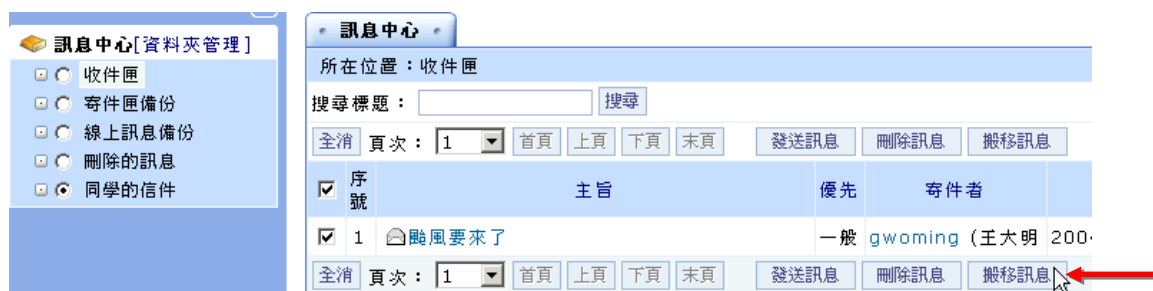 訊息中心[資料夾管理]
收件匣
寄件匣備份
線上訊息備份
刪除的訊息
同學的信件
訊息中心
所在位置：收件匣
搜尋標題： 搜尋
全消 頁次： 1 首頁 上頁 下頁 末頁 發送訊息 刪除訊息 搬移訊息
序號 主旨 優先 寄件者
1 颱風要來了 一般 gwoming (王大明 200
全消 頁次： 1 首頁 上頁 下頁 末頁 發送訊息 刪除訊息 搬移訊息